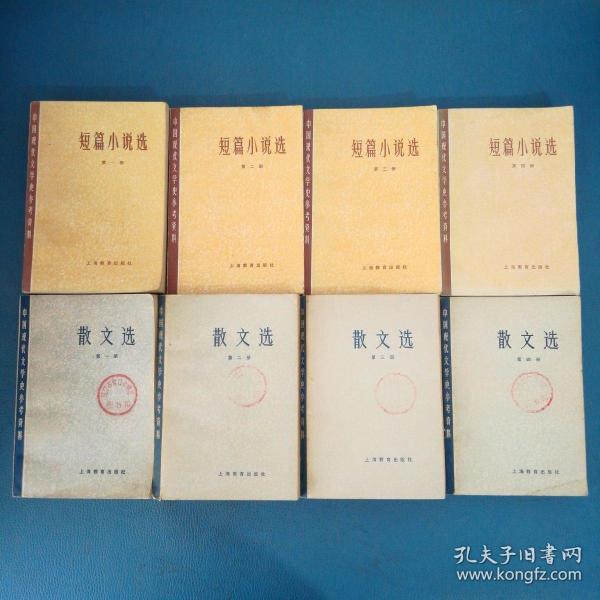 中国现代文学史参考资料
短篇小说选
第一册
上海教育出版社
中国现代文学史参考资料
短篇小说选
第二册
上海教育出版社
中国现代文学史参考资料
短篇小说选
第三册
上海教育出版社
中国现代文学史参考资料
短篇小说选
第四册
上海教育出版社
中国现代文学史参考资料
散文选
第一册
上海教育出版社
中国现代文学史参考资料
散文选
第二册
上海教育出版社
中国现代文学史参考资料
散文选
第三册
上海教育出版社
中国现代文学史参考资料
散文选
第四册
上海教育出版社
孔夫子旧书网
www.kongfz.com